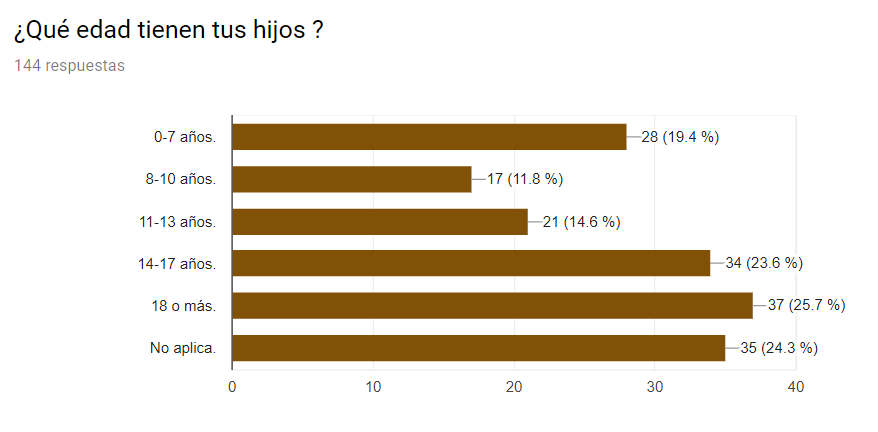 ¿Qué edad tienen tus hijos ?
144 respuestas
0-7 años. 28 (19.4 %)
8-10 años. 17 (11.8 %)
11-13 años. 21 (14.6 %)
14-17 años. 34 (23.6 %)
18 o más. 37 (25.7 %)
No aplica. 35 (24.3 %)
0 10 20 30 40